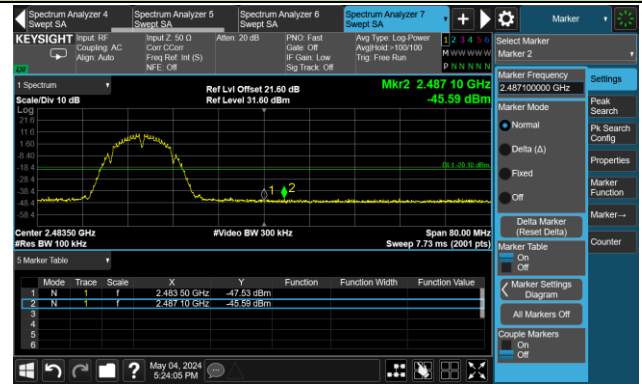 Spectrum Analyzer 4
Swept SA
Spectrum Analyzer 5
Swept SA
Spectrum Analyzer 6
Swept SA
Spectrum Analyzer 7
Swept SA
Marker
KEYSIGHT
Input: RF
Coupling: AC
Align: Auto
Input Z: 50 Ω
Corr CCorr
Freq Ref: Int (S)
NFE: Off
Atten: 20 dB
PNO: Fast
Gate: Off
IF Gain: Low
Sig Track: Off
Avg Type: Log-Power
Avg|Hold:>100/100
Trig: Free Run
1 2 3 4 5 6
M W W W W W
P N N N N N
Select Marker
Marker 2
1 Spectrum
Scale/Div 10 dB
Log
Ref Lvl Offset 21.60 dB
Ref Level 31.60 dBm
Mkr2 2.487 10 GHz
-45.59 dBm
21.6
11.6
1.60
-8.40
-18.4
-28.4
-38.4
-48.4
-58.4
DL1 -20.10 dBm
1
2
Center 2.48350 GHz
#Res BW 100 kHz
#Video BW 300 kHz
Span 80.00 MHz
Sweep 7.73 ms (2001 pts)
5 Marker Table
Mode Trace Scale X Y Function Function Width Function Value
1 N 1 f 2.483 50 GHz -47.53 dBm
2 N 1 f 2.487 10 GHz -45.59 dBm
3
4
5
6
Marker Frequency
2.487100000 GHz
Marker Mode
Normal
Delta (Δ)
Fixed
Off
Delta Marker
(Reset Delta)
Marker Table
On
Off
Marker Settings
Diagram
All Markers Off
Couple Markers
On
Off
Settings
Peak
Search
Pk Search
Config
Properties
Marker
Function
Marker→
Counter
May 04, 2024
5:24:05 PM